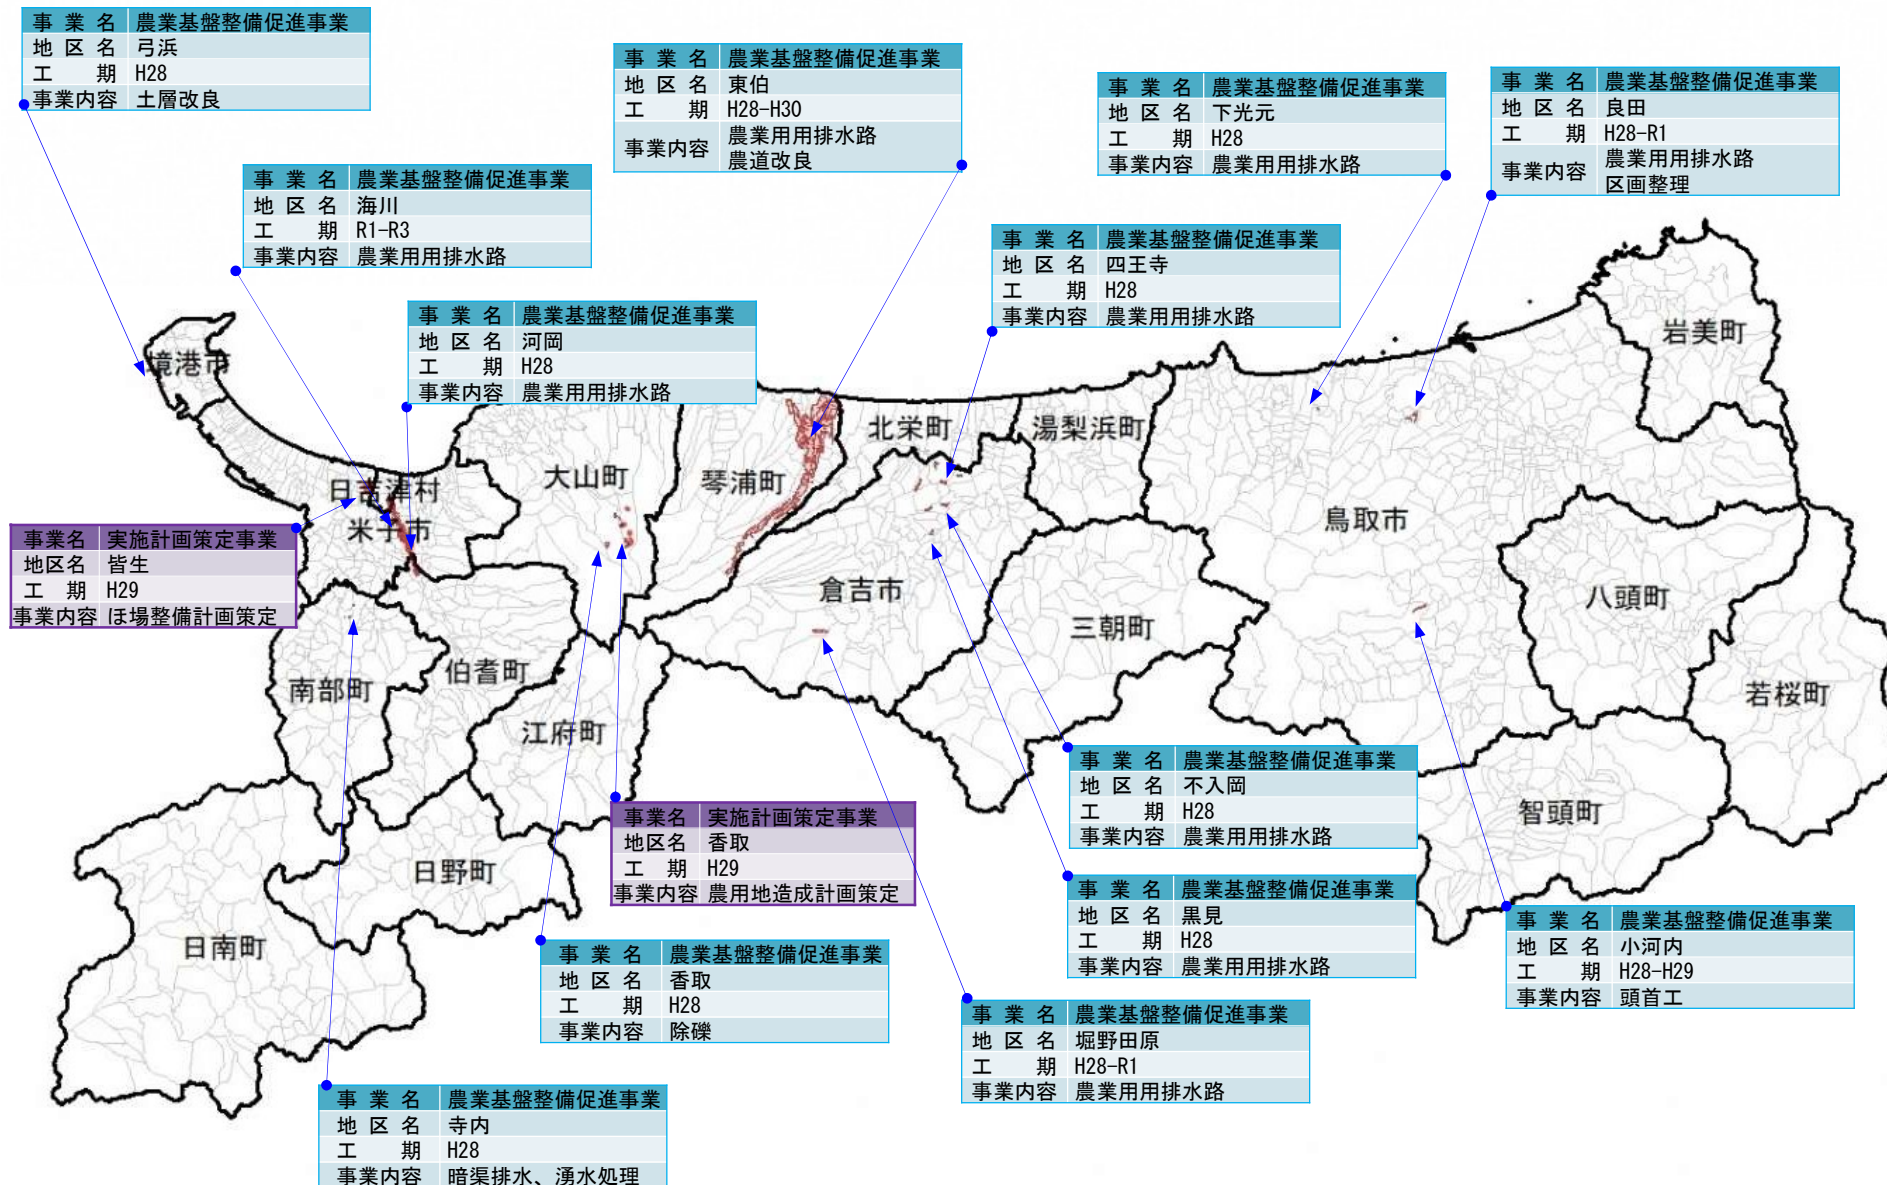 事業名 農業基盤整備促進事業
地区名 弓浜
工期 H28
事業内容 土層改良
事業名 農業基盤整備促進事業
地区名 東伯
工期 H28-H30
事業内容 農業用用排水路
農道改良
事業名 農業基盤整備促進事業
地区名 下光元
工期 H28
事業内容 農業用用排水路
事業名 農業基盤整備促進事業
地区名 良田
工期 H28-R1
事業内容 農業用用排水路
区画整理
事業名 農業基盤整備促進事業
地区名 海川
工期 R1-R3
事業内容 農業用用排水路
事業名 農業基盤整備促進事業
地区名 四王寺
工期 H28
事業内容 農業用用排水路
事業名 農業基盤整備促進事業
地区名 河岡
工期 H28
事業内容 農業用用排水路
境港市
岩美町
北栄町
湯梨浜町
大山町
琴浦町
日吉津村
米子市
鳥取市
倉吉市
八頭町
三朝町
伯耆町
南部町
江府町
若桜町
智頭町
日野町
日南町
事業名 実施計画策定事業
地区名 皆生
工期 H29
事業内容 ほ場整備計画策定
事業名 農業基盤整備促進事業
地区名 不入岡
工期 H28
事業内容 農業用用排水路
事業名 実施計画策定事業
地区名 香取
工期 H29
事業内容 農用地造成計画策定
事業名 農業基盤整備促進事業
地区名 黒見
工期 H28
事業内容 農業用用排水路
事業名 農業基盤整備促進事業
地区名 小河内
工期 H28-H29
事業内容 頭首工
事業名 農業基盤整備促進事業
地区名 香取
工期 H28
事業内容 除礫
事業名 農業基盤整備促進事業
地区名 堀野田原
工期 H28-R1
事業内容 農業用用排水路
事業名 農業基盤整備促進事業
地区名 寺内
工期 H28
事業内容 暗渠排水、湧水処理